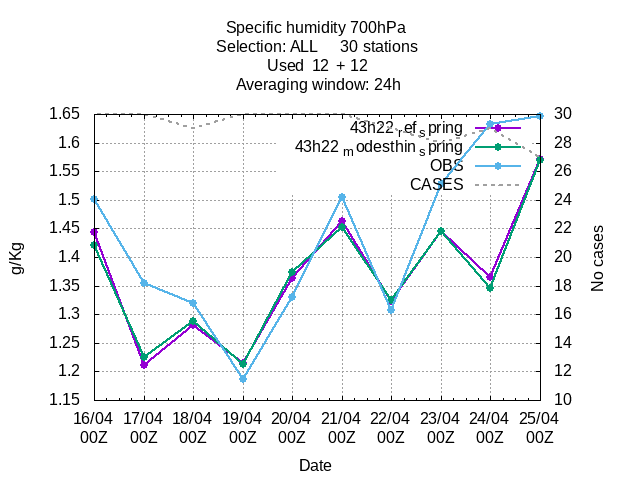 Specific humidity 700hPa
Selection: ALL 30 stations
Used 12 + 12
Averaging window: 24h
1.65
1.6
1.55
1.5
1.45
1.4
1.35
1.3
1.25
1.2
1.15
g/Kg
43h22 refspring
43h22 modesthinspring
OBS
CASES
30
28
26
24
22
20
18
16
14
12
10
No cases
16/04 17/04 18/04 19/04 20/04 21/04 22/04 23/04 24/04 25/04
00Z 00Z 00Z 00Z 00Z 00Z 00Z 00Z 00Z 00Z
Date